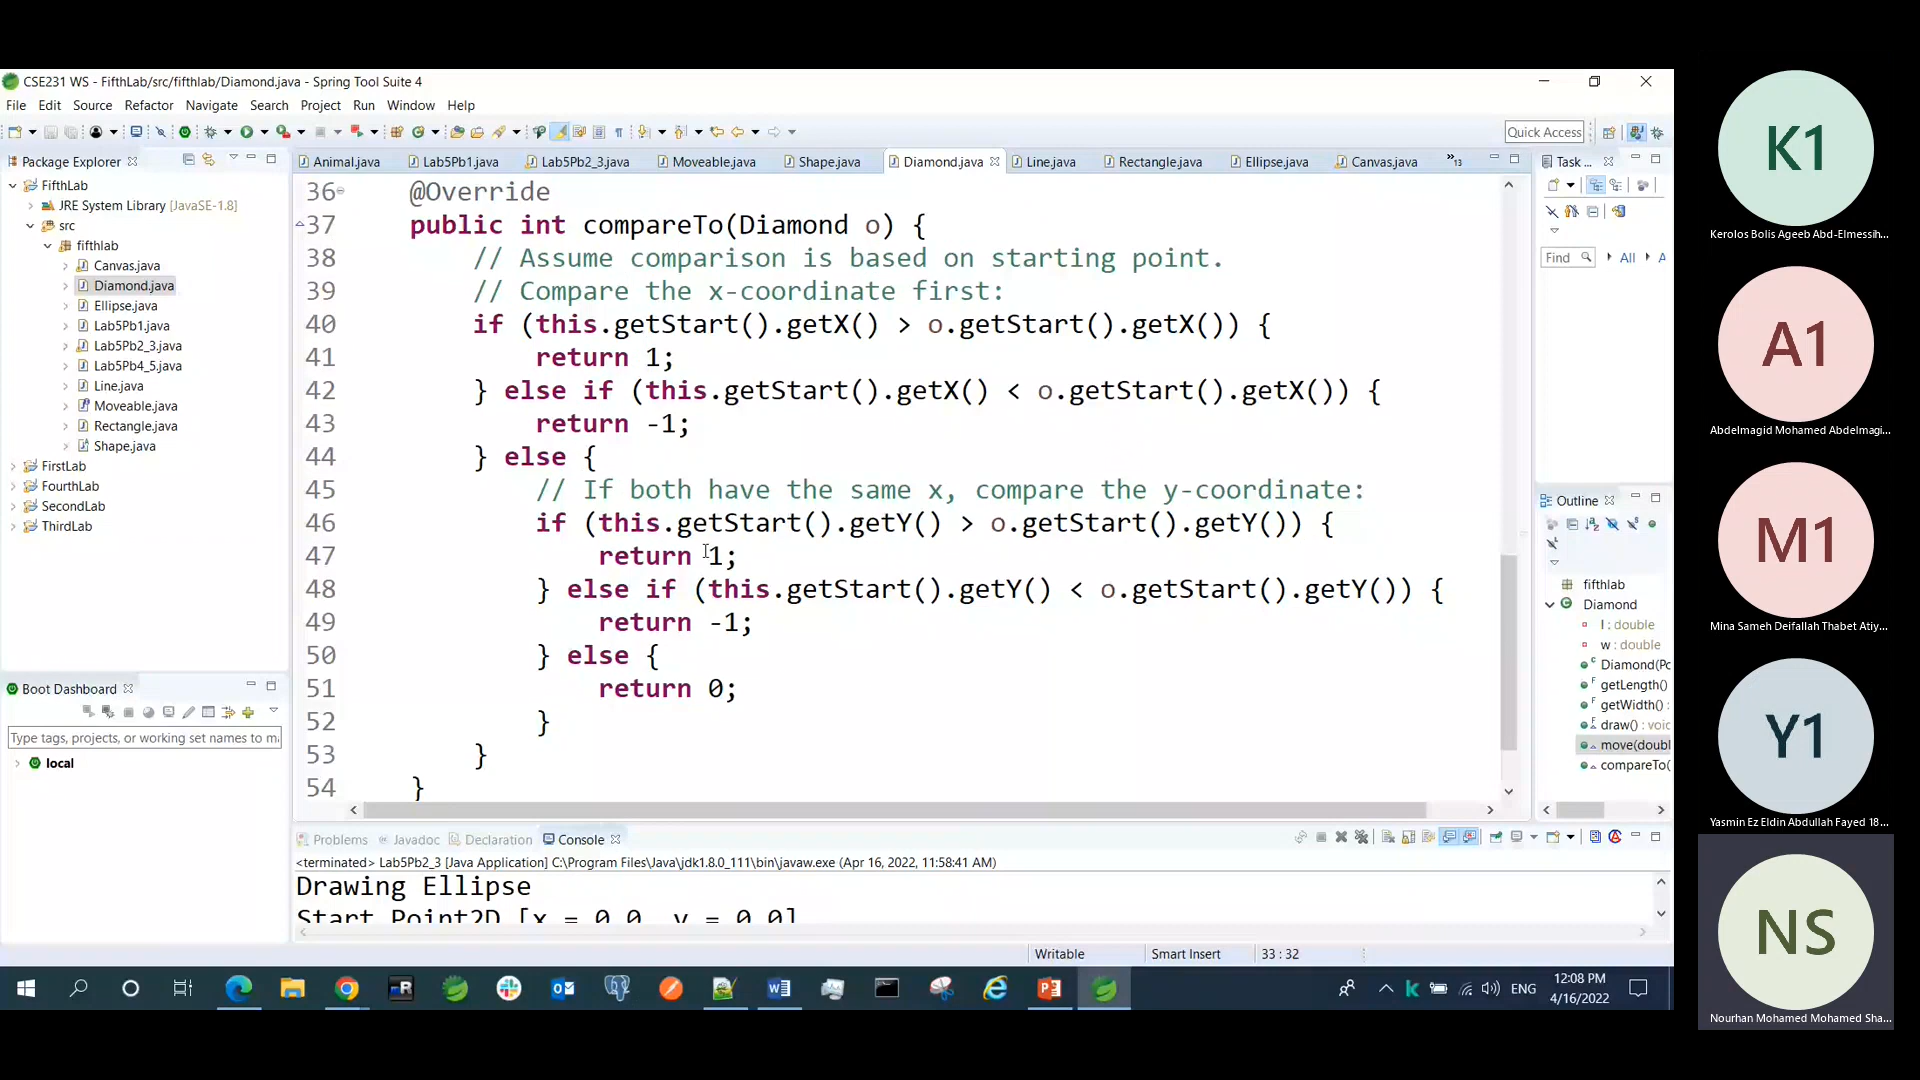 CSE231 WS - FifthLab/src/fifthlab/Diamond.java - Spring Tool Suite 4
File Edit Source Refactor Navigate Search Project Run Window Help
Quick Access
Package Explorer
Animal.java Lab5Pb1.java Lab5Pb2_3.java Moveable.java Shape.java Diamond.java Line.java Rectangle.java Ellipse.java Canvas.java »13
Task ...
FifthLab
JRE System Library [JavaSE-1.8]
src
fifthlab
Canvas.java
Diamond.java
Ellipse.java
Lab5Pb1.java
Lab5Pb2_3.java
Lab5Pb4_5.java
Line.java
Moveable.java
Rectangle.java
Shape.java
FirstLab
FourthLab
SecondLab
ThirdLab
36 @Override
37 public int compareTo(Diamond o) {
38 // Assume comparison is based on starting point.
39 // Compare the x-coordinate first:
40 if (this.getStart().getX() > o.getStart().getX()) {
41 return 1;
42 } else if (this.getStart().getX() < o.getStart().getX()) {
43 return -1;
44 } else {
45 // If both have the same x, compare the y-coordinate:
46 if (this.getStart().getY() > o.getStart().getY()) {
47 return 1;
48 } else if (this.getStart().getY() < o.getStart().getY()) {
49 return -1;
50 } else {
51 return 0;
52 }
53 }
54 }
Find All A
Outline
fifthlab
Diamond
l : double
w : double
Diamond(Pc
getLength()
getWidth() :
draw() : voic
move(doubl
compareTo(
Boot Dashboard
Type tags, projects, or working set names to m
local
Problems Javadoc Declaration Console
<terminated> Lab5Pb2_3 [Java Application] C:\Program Files\Java\jdk1.8.0_111\bin\javaw.exe (Apr 16, 2022, 11:58:41 AM)
Drawing Ellipse
Start Point2D [x = 0.0, y = 0.0]
Writable Smart Insert 33 : 32
ENG
12:08 PM
4/16/2022
K1
Kerolos Bolis Ageeb Abd-Elmessih...
A1
Abdelmagid Mohamed Abdelmagi...
M1
Mina Sameh Deifallah Thabet Atiy...
Y1
Yasmin Ez Eldin Abdullah Fayed 18...
NS
Nourhan Mohamed Mohamed Sha...